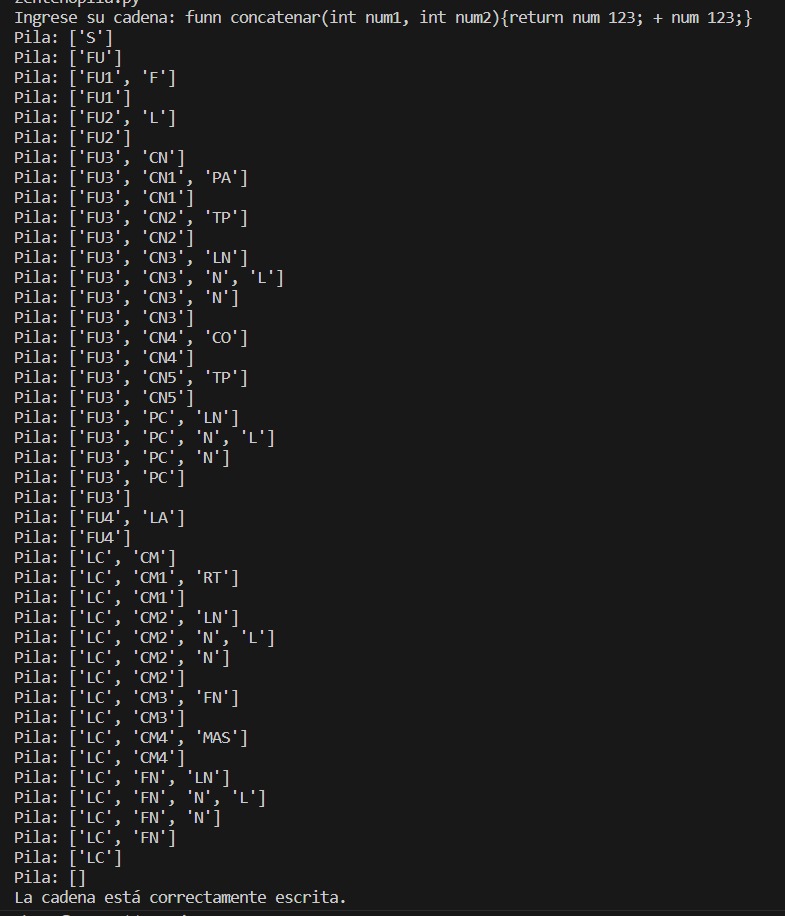 zentenopila.py
Ingrese su cadena: funn concatenar(int num1, int num2){return num 123; + num 123;}
Pila: ['S']
Pila: ['FU']
Pila: ['FU1', 'F']
Pila: ['FU1']
Pila: ['FU2', 'L']
Pila: ['FU2']
Pila: ['FU3', 'CN']
Pila: ['FU3', 'CN1', 'PA']
Pila: ['FU3', 'CN1']
Pila: ['FU3', 'CN2', 'TP']
Pila: ['FU3', 'CN2']
Pila: ['FU3', 'CN3', 'LN']
Pila: ['FU3', 'CN3', 'N', 'L']
Pila: ['FU3', 'CN3', 'N']
Pila: ['FU3', 'CN3']
Pila: ['FU3', 'CN4', 'CO']
Pila: ['FU3', 'CN4']
Pila: ['FU3', 'CN5', 'TP']
Pila: ['FU3', 'CN5']
Pila: ['FU3', 'PC', 'LN']
Pila: ['FU3', 'PC', 'N', 'L']
Pila: ['FU3', 'PC', 'N']
Pila: ['FU3', 'PC']
Pila: ['FU3']
Pila: ['FU4', 'LA']
Pila: ['FU4']
Pila: ['LC', 'CM']
Pila: ['LC', 'CM1', 'RT']
Pila: ['LC', 'CM1']
Pila: ['LC', 'CM2', 'LN']
Pila: ['LC', 'CM2', 'N', 'L']
Pila: ['LC', 'CM2', 'N']
Pila: ['LC', 'CM2']
Pila: ['LC', 'CM3', 'FN']
Pila: ['LC', 'CM3']
Pila: ['LC', 'CM4', 'MAS']
Pila: ['LC', 'CM4']
Pila: ['LC', 'FN', 'LN']
Pila: ['LC', 'FN', 'N', 'L']
Pila: ['LC', 'FN', 'N']
Pila: ['LC', 'FN']
Pila: ['LC']
Pila: []
La cadena está correctamente escrita.